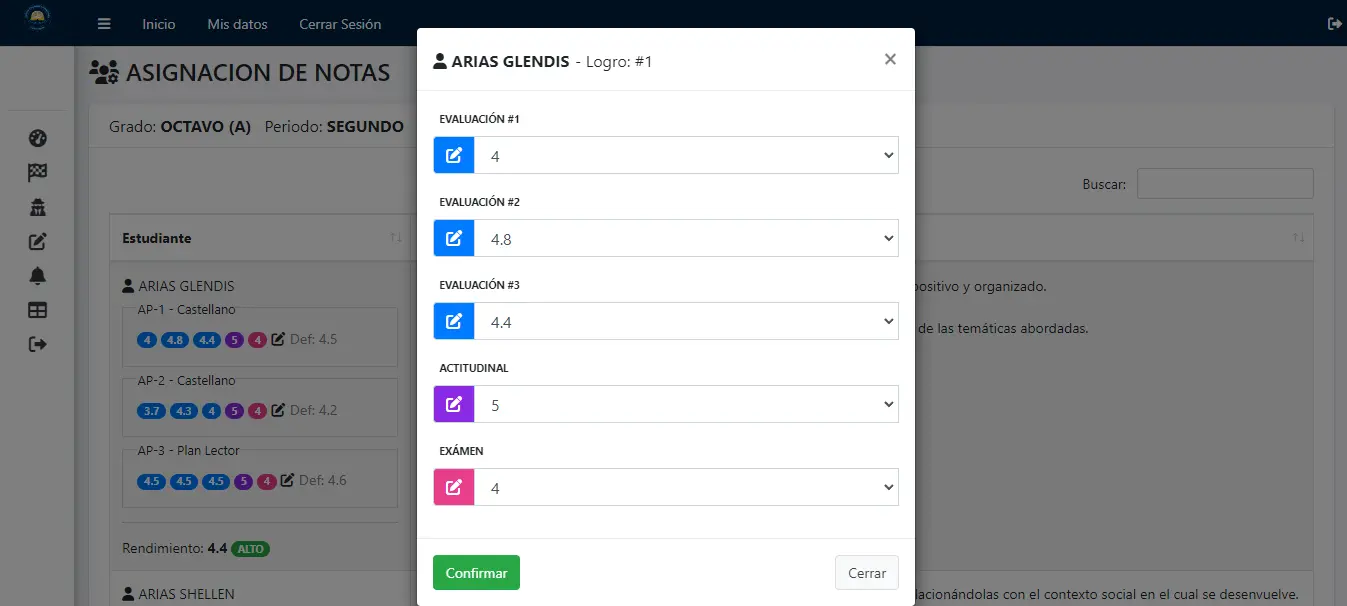 Inicio Mis datos Cerrar Sesión
ASIGNACION DE NOTAS
Grado: OCTAVO (A) Periodo: SEGUNDO
Buscar:
Estudiante
ARIAS GLENDIS
AP-1 - Castellano
4 4.8 4.4 5 4 Def: 4.5
AP-2 - Castellano
3.7 4.3 4 5 4 Def: 4.2
AP-3 - Plan Lector
4.5 4.5 4.5 5 4 Def: 4.6
Rendimiento: 4.4 ALTO
ARIAS SHELLEN
ARIAS GLENDIS - Logro: #1 ×
EVALUACIÓN #1
4
EVALUACIÓN #2
4.8
EVALUACIÓN #3
4.4
ACTITUDINAL
5
EXÁMEN
4
Confirmar Cerrar
ositivo y organizado.
de las temáticas abordadas.
lacionándolas con el contexto social en el cual se desenvuelve.